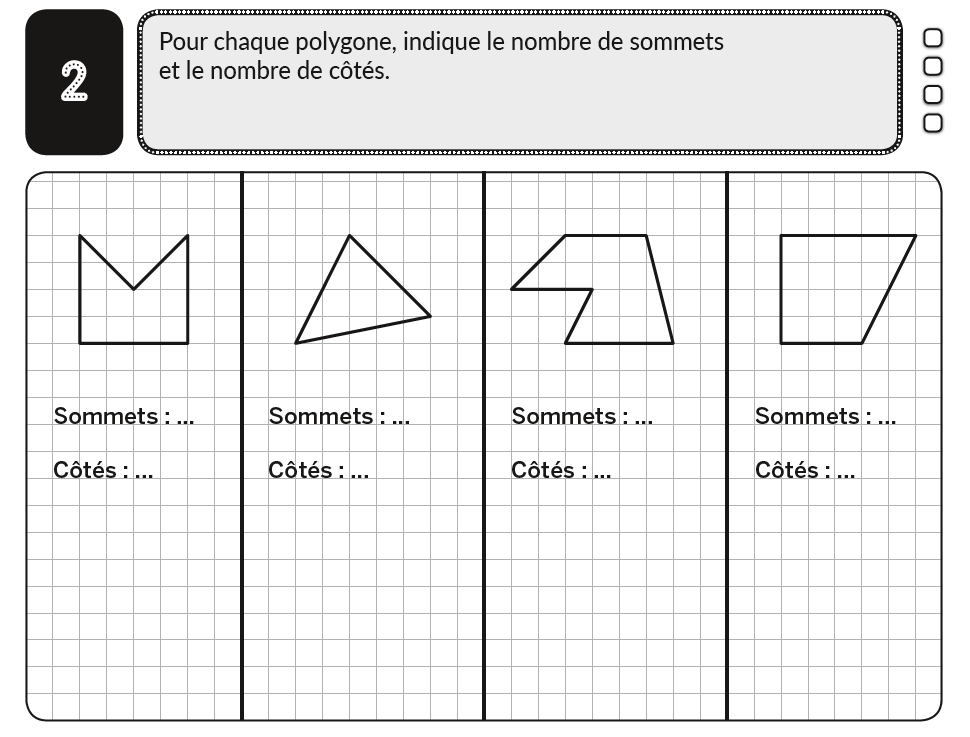 2
Pour chaque polygone, indique le nombre de sommets
et le nombre de côtés.
Sommets : ...
Côtés : ...
Sommets : ...
Côtés : ...
Sommets : ...
Côtés : ...
Sommets : ...
Côtés : ...